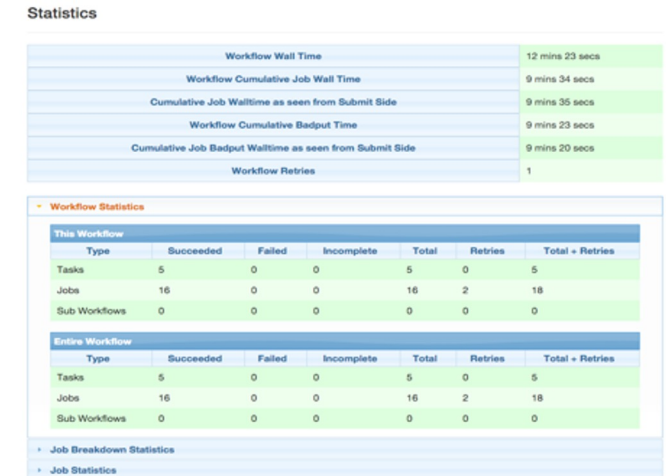 Statistics
Workflow Wall Time 12 mins 23 secs
Workflow Cumulative Job Wall Time 9 mins 34 secs
Cumulative Job Walltime as seen from Submit Side 9 mins 35 secs
Workflow Cumulative Badput Time 9 mins 23 secs
Cumulative Job Badput Walltime as seen from Submit Side 9 mins 20 secs
Workflow Retries 1
Workflow Statistics
This Workflow
Type Succeeded Failed Incomplete Total Retries Total + Retries
Tasks 5 0 0 5 0 5
Jobs 16 0 0 16 2 18
Sub Workflows 0 0 0 0 0 0
Entire Workflow
Type Succeeded Failed Incomplete Total Retries Total + Retries
Tasks 5 0 0 5 0 5
Jobs 16 0 0 16 2 18
Sub Workflows 0 0 0 0 0 0
Job Breakdown Statistics
Job Statistics